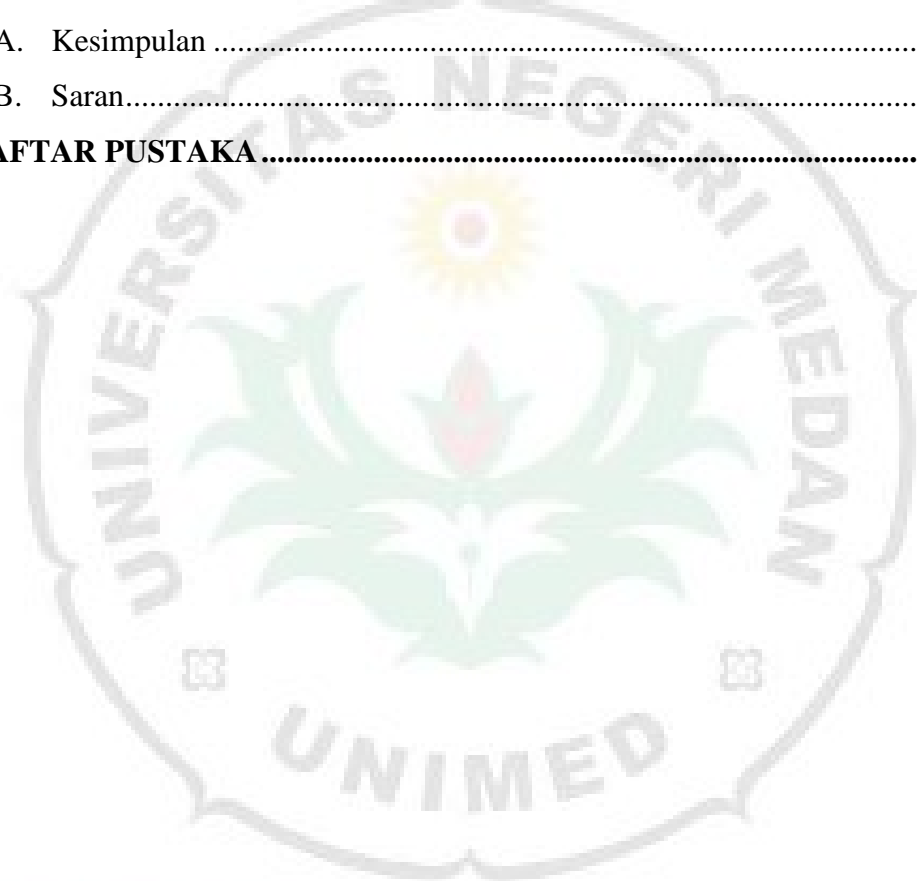 A. Kesimpulan ..........................................................................
B. Saran....................................................................................
AFTAR PUSTAKA .....................................................................
UNIVERSITAS NEGERI MEDAN
UNIMED